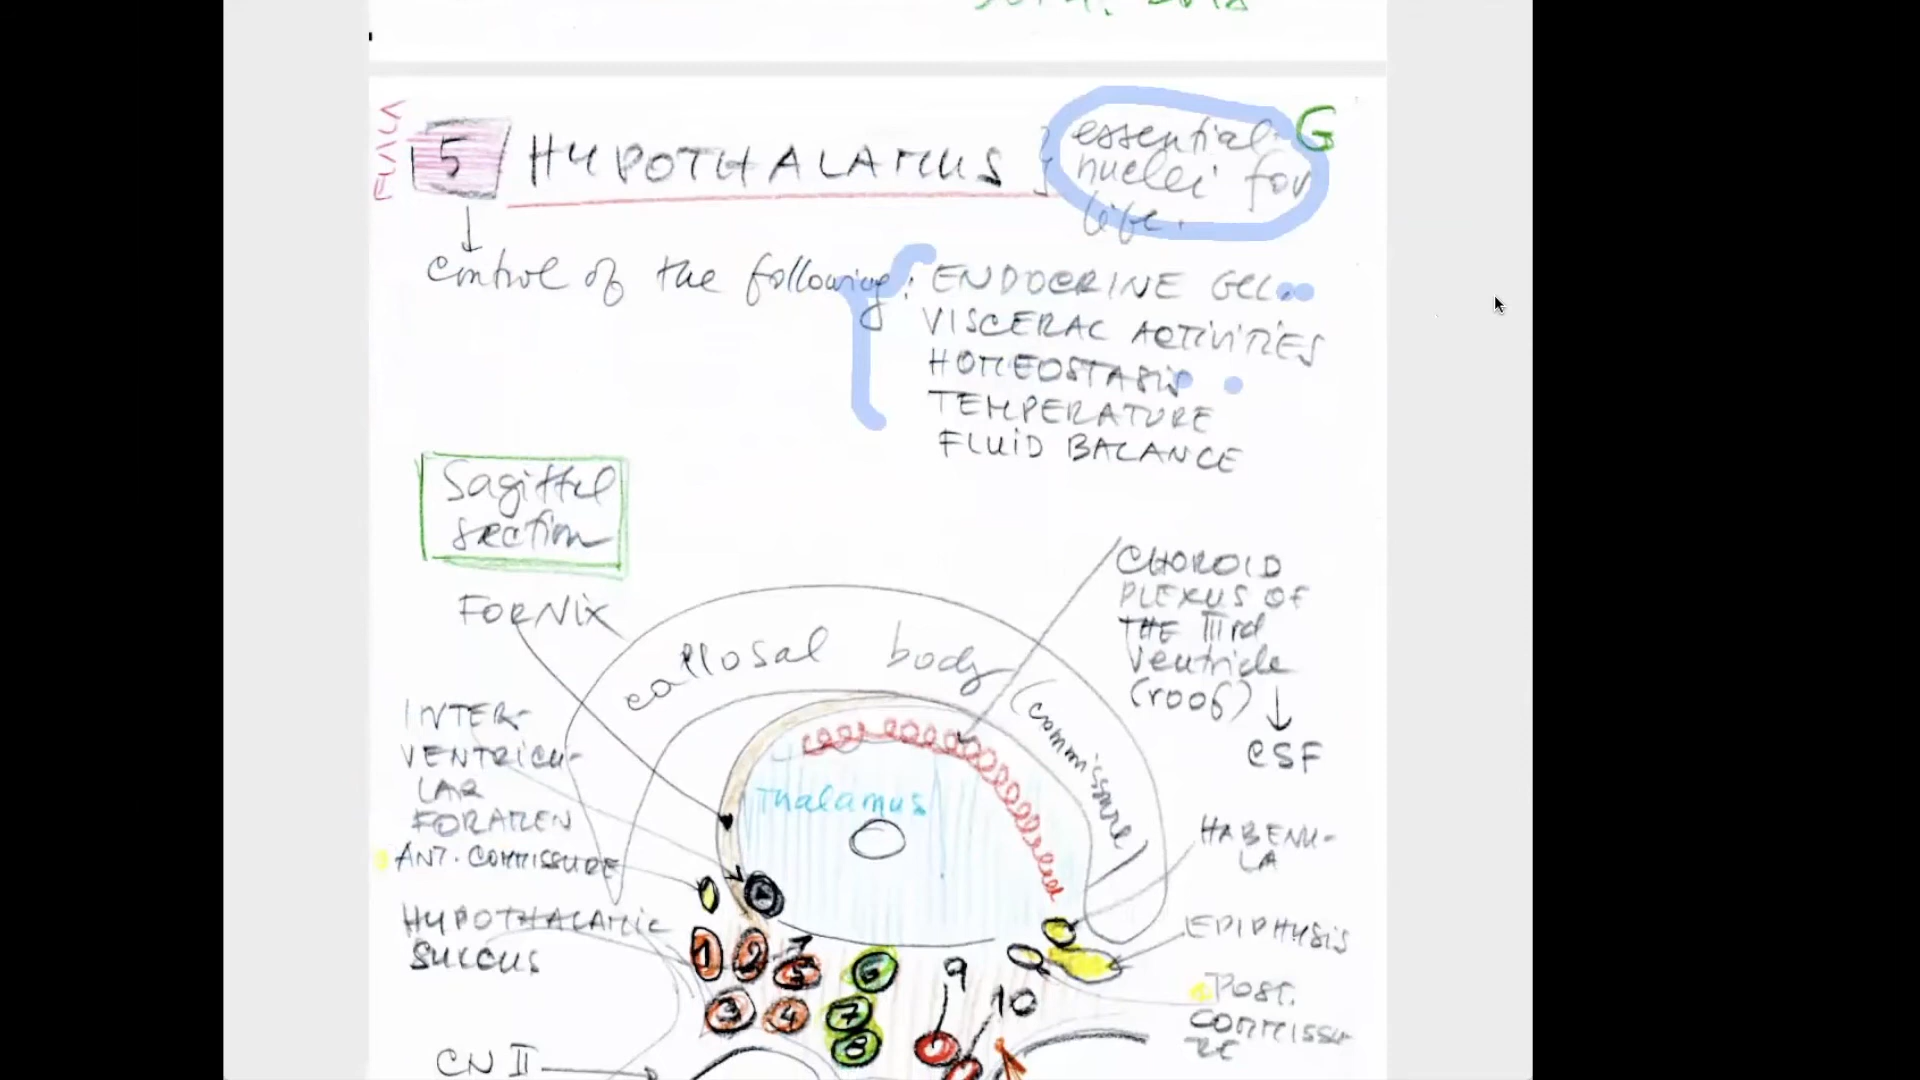 5 HYPOTHALAMUS
essential G
nuclei for
life.
control of the following: ENDOCRINE
VISCERAL ACTIVITIES
HOMEOSTASIS
TEMPERATURE
FLUID BALANCE
Sagittal
section
CHOROID
PLEXUS OF
THE IIIrd
Ventricle
(roof)
CSF
FORNIX
callosal body (commissure)
INTER-
VENTRICU-
LAR
FORAMEN
ANT. COMMISSURE
Thalamus
HABENU-
LA
HYPOTHALAMIC
SULCUS
EPIPHYSIS
1 2 5 6 9
3 4 7 10
8
POST.
COMMISSU-
RE
CN II